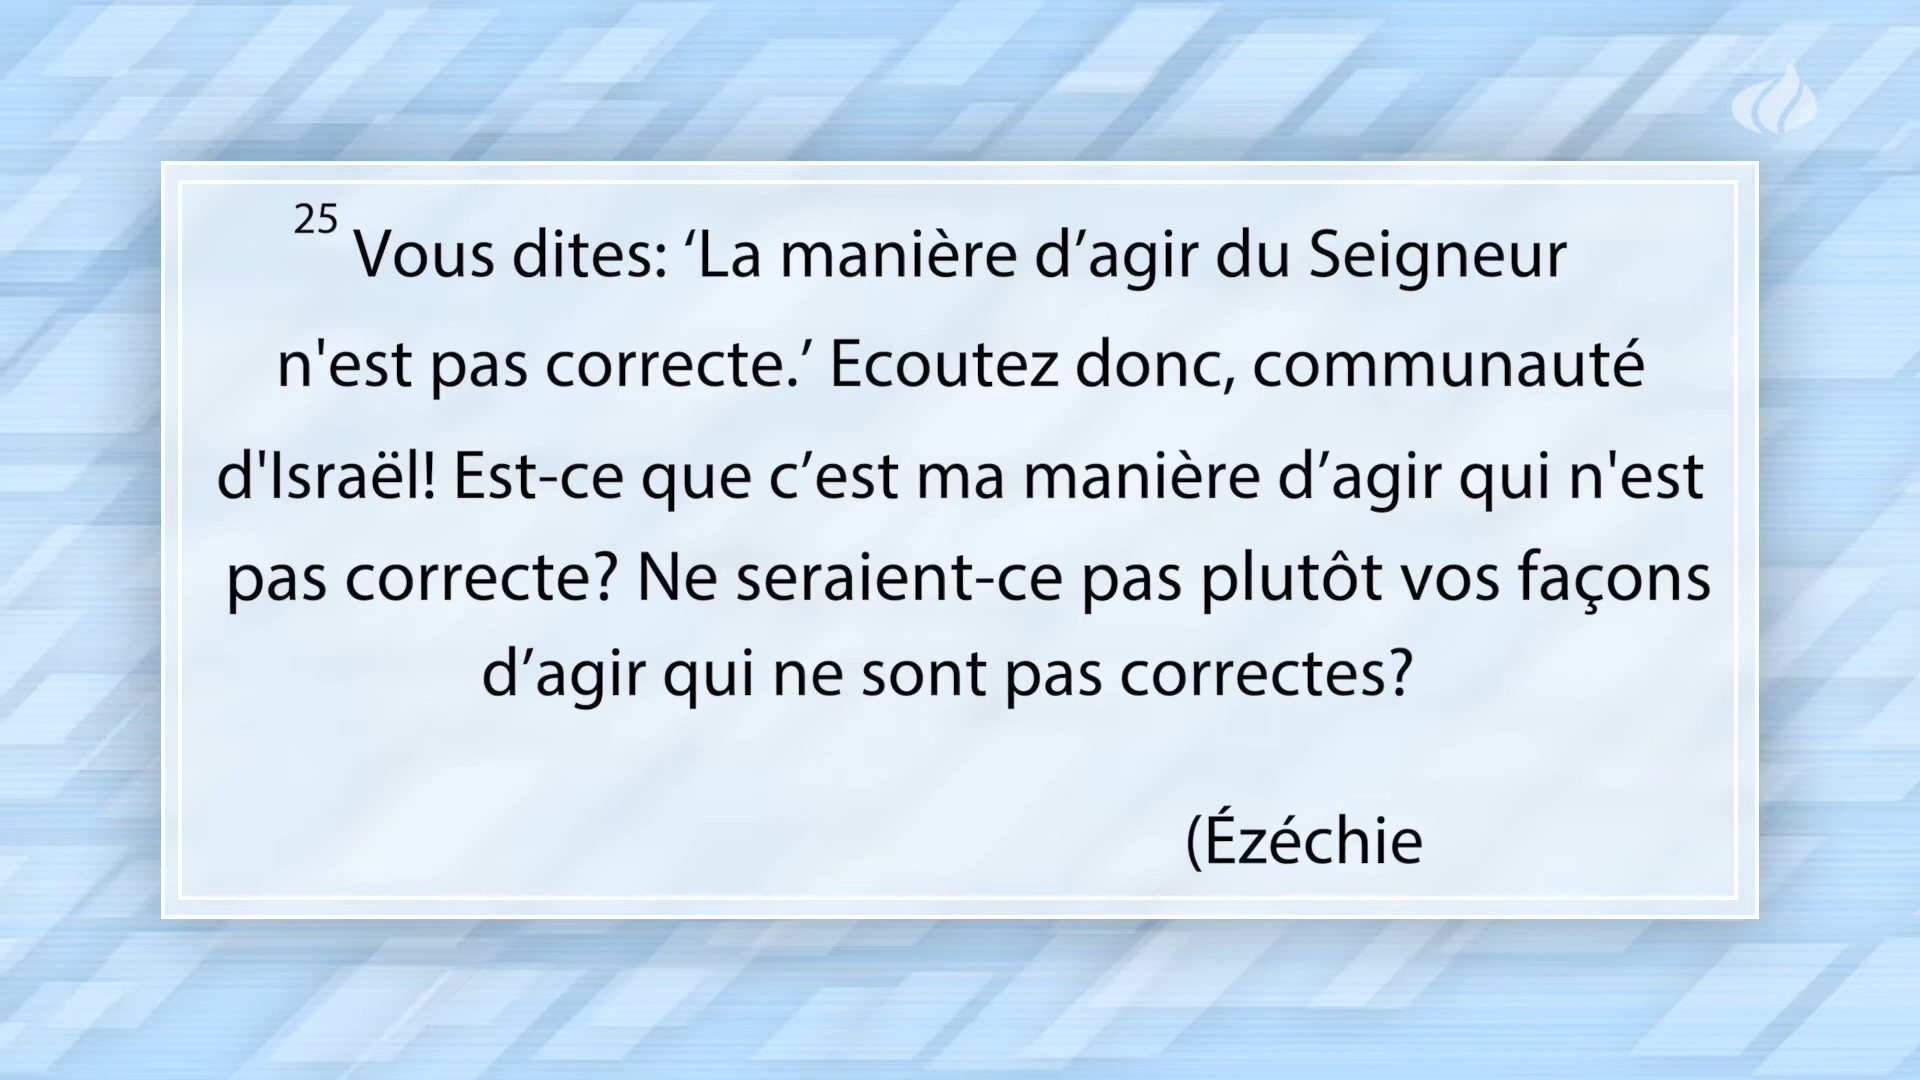 25 Vous dites: ‘La manière d’agir du Seigneur
n'est pas correcte.’ Ecoutez donc, communauté
d'Israël! Est-ce que c’est ma manière d’agir qui n'est
pas correcte? Ne seraient-ce pas plutôt vos façons
d’agir qui ne sont pas correctes?
(Ézéchie